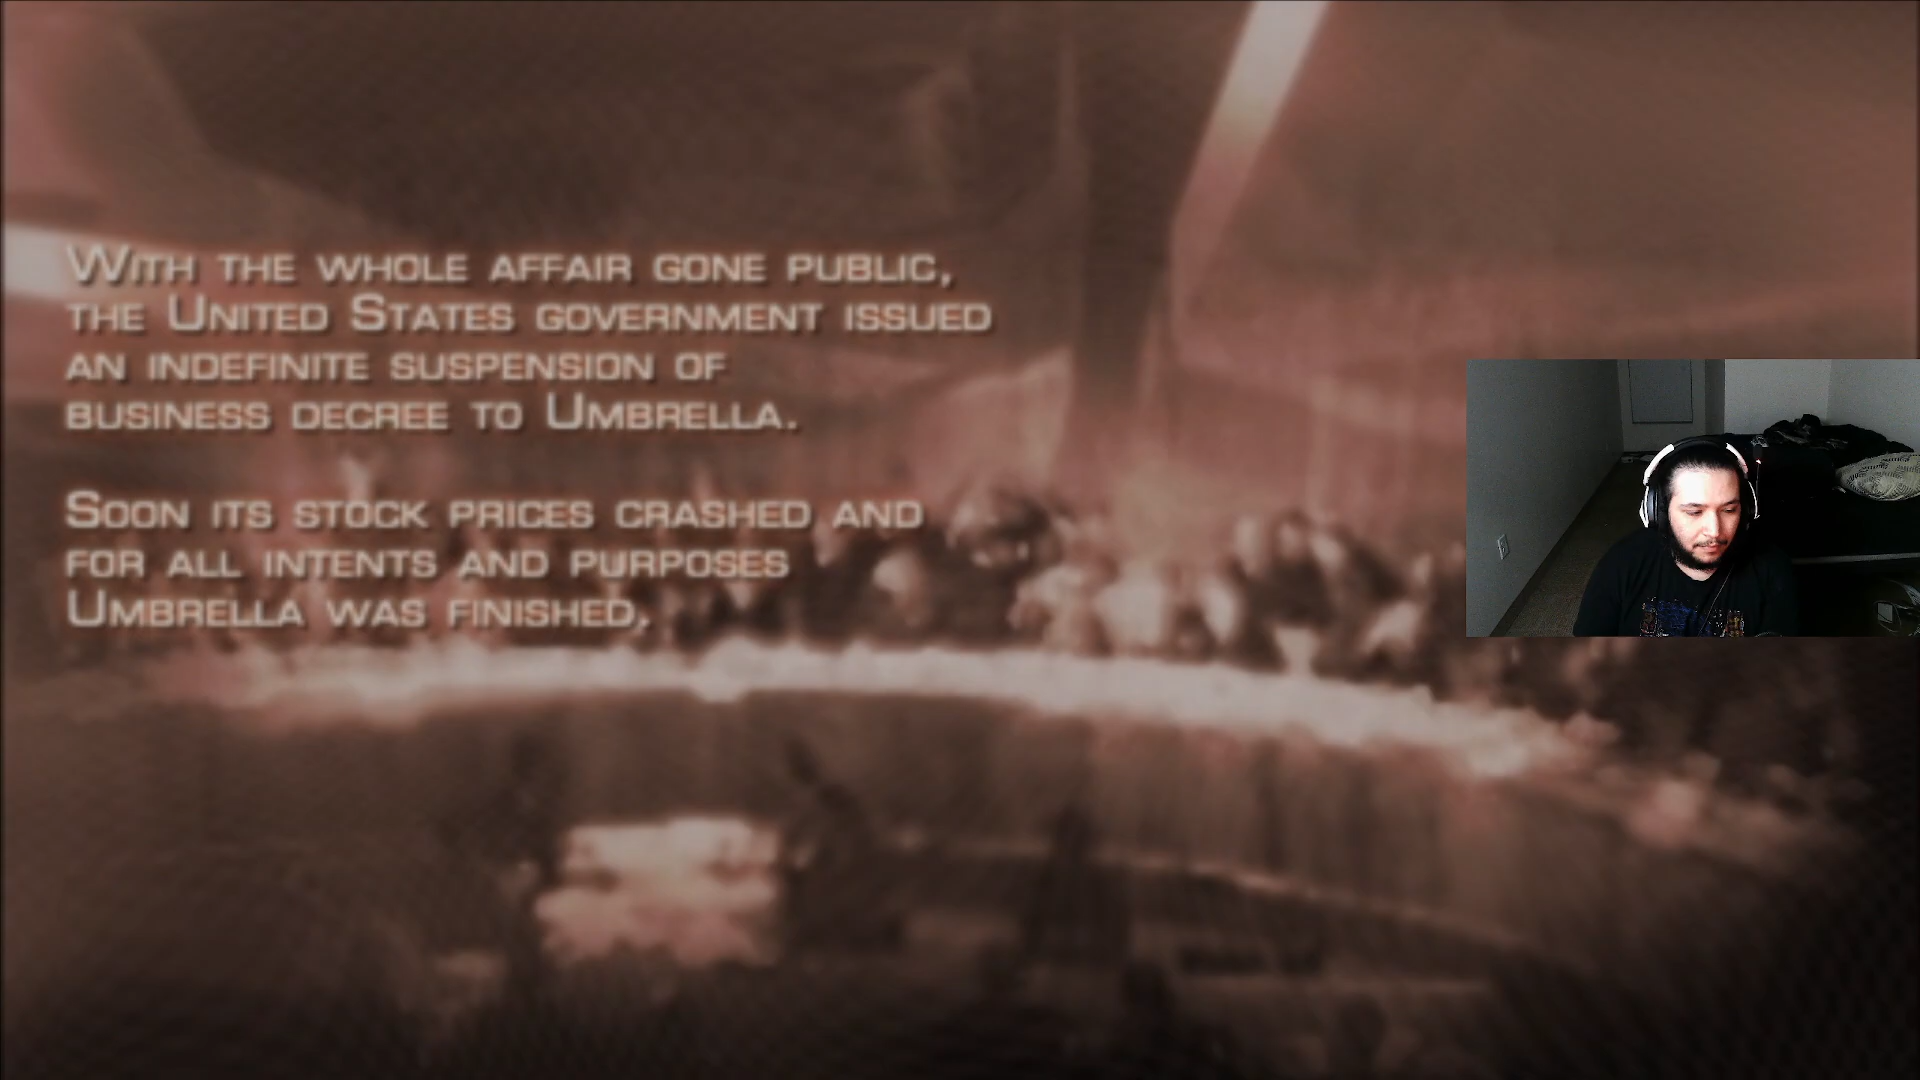 With the whole affair gone public,
the United States government issued
an indefinite suspension of
business decree to Umbrella.
Soon its stock prices crashed and
for all intents and purposes
Umbrella was finished.